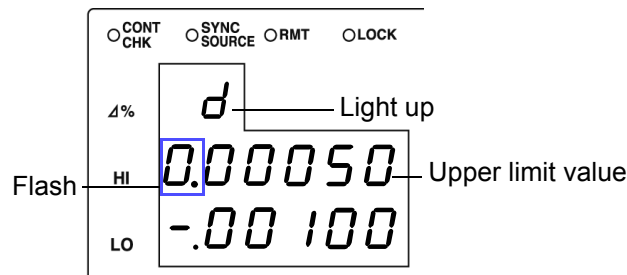 CONT CHK SYNC SOURCE RMT LOCK
⊿% d Light up
Flash HI 0.00050 Upper limit value
LO -.00100